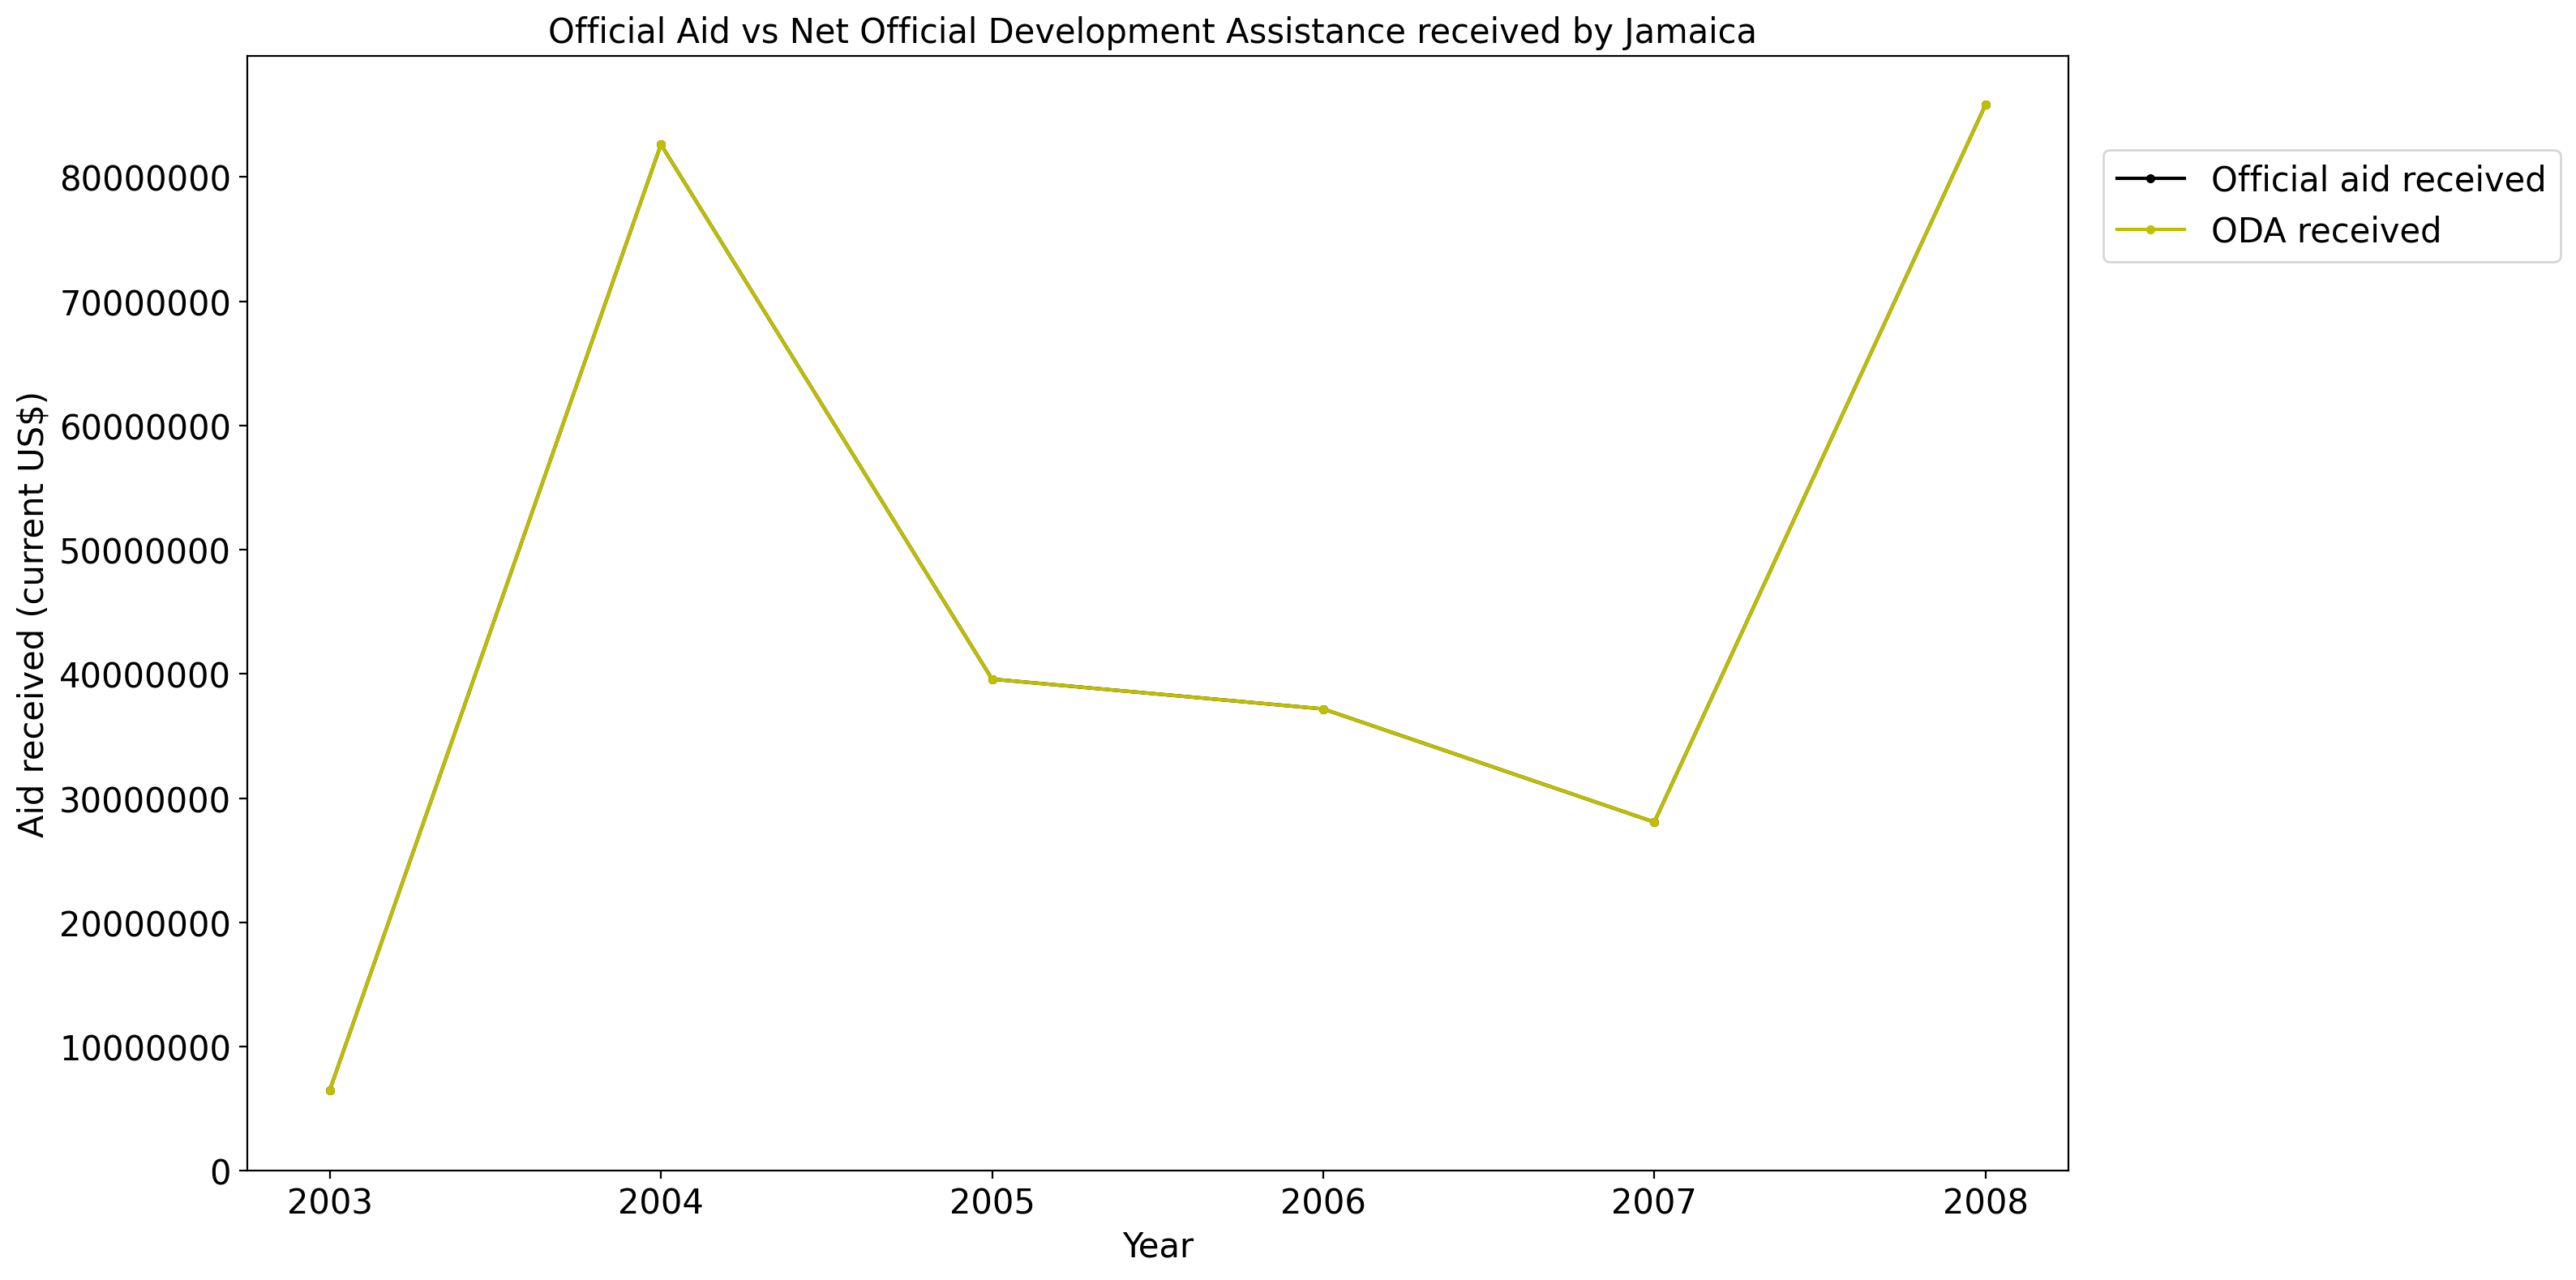 Official Aid vs Net Official Development Assistance received by Jamaica
Aid received (current US$)
80000000
70000000
60000000
50000000
40000000
30000000
20000000
10000000
0
2003 2004 2005 2006 2007 2008
Year
Official aid received
ODA received